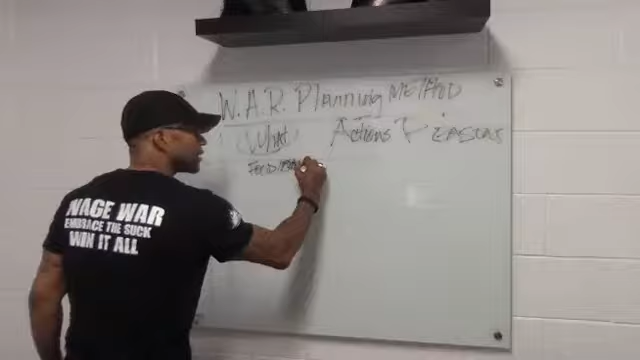 W.A.R. Planning METHOD
"What" Actions REASONS
WAGE WAR
EMBRACE THE SUCK
WIN IT ALL